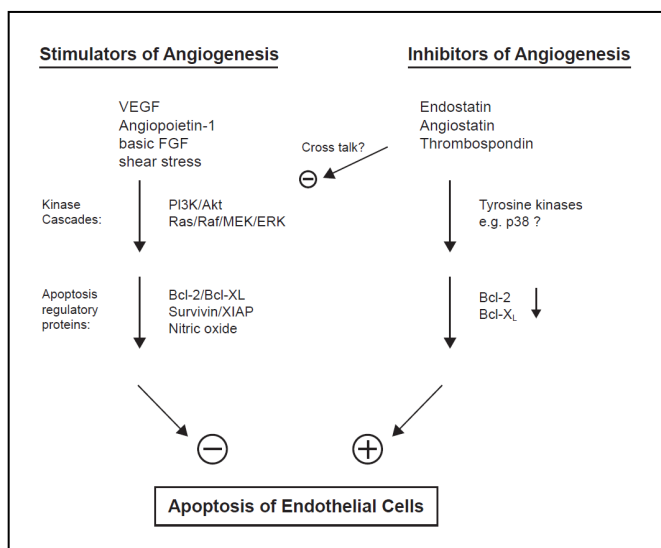 Stimulators of Angiogenesis
Inhibitors of Angiogenesis
VEGF
Angiopoietin-1
basic FGF
shear stress
Endostatin
Angiostatin
Thrombospondin
Cross talk?
Kinase
Cascades:
PI3K/Akt
Ras/Raf/MEK/ERK
Tyrosine kinases
e.g. p38 ?
Apoptosis
regulatory
proteins:
Bcl-2/Bcl-XL
Survivin/XIAP
Nitric oxide
Bcl-2
Bcl-XL
Apoptosis of Endothelial Cells